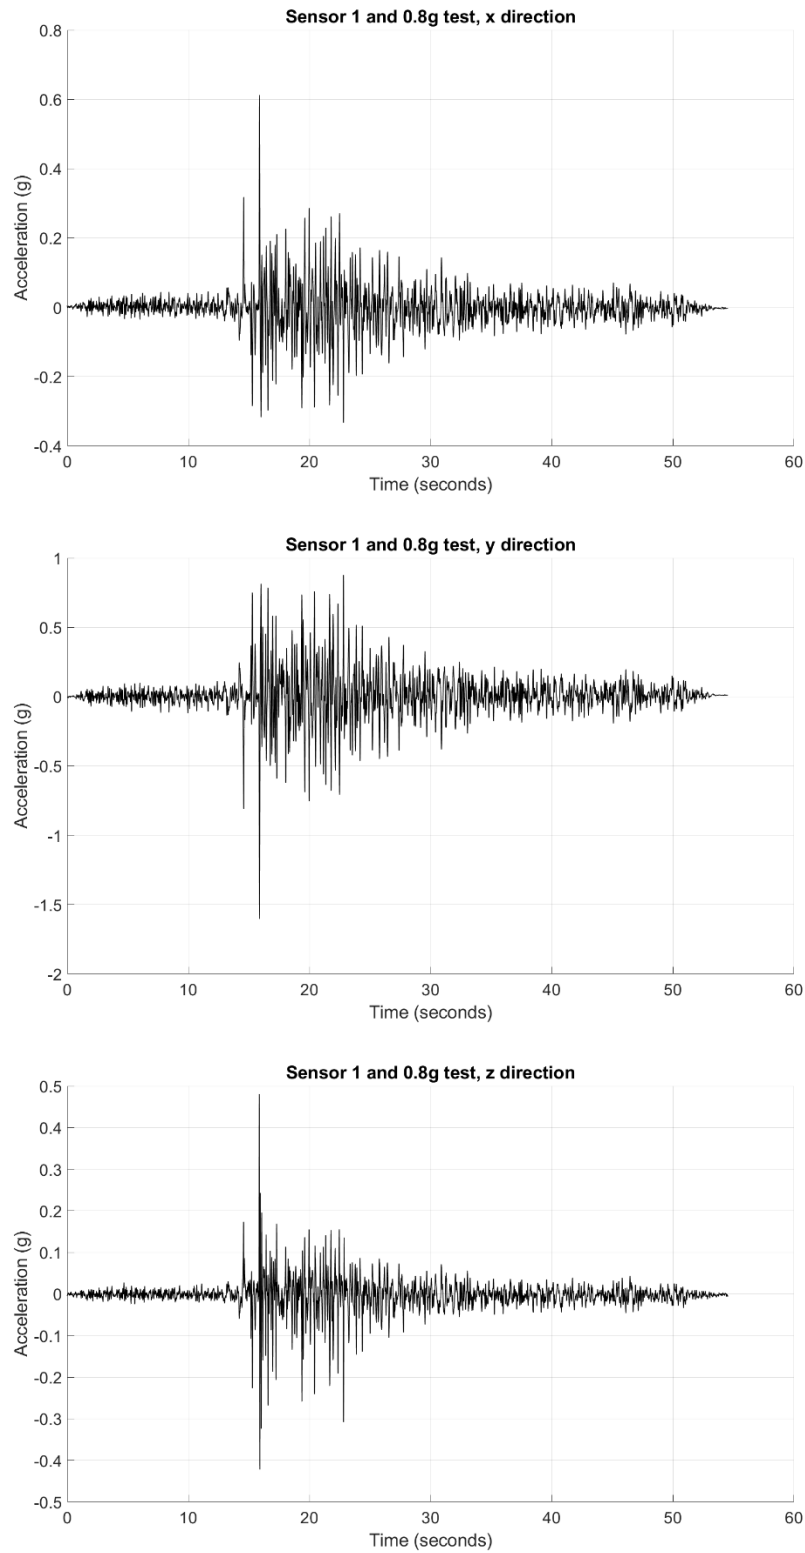 Sensor 1 and 0.8g test, x direction
0.8
0.6
0.4
0.2
0
-0.2
-0.4
Acceleration (g)
0 10 20 30 40 50 60
Time (seconds)
Sensor 1 and 0.8g test, y direction
1
0.5
0
-0.5
-1
-1.5
-2
Acceleration (g)
0 10 20 30 40 50 60
Time (seconds)
Sensor 1 and 0.8g test, z direction
0.5
0.4
0.3
0.2
0.1
0
-0.1
-0.2
-0.3
-0.4
-0.5
Acceleration (g)
0 10 20 30 40 50 60
Time (seconds)